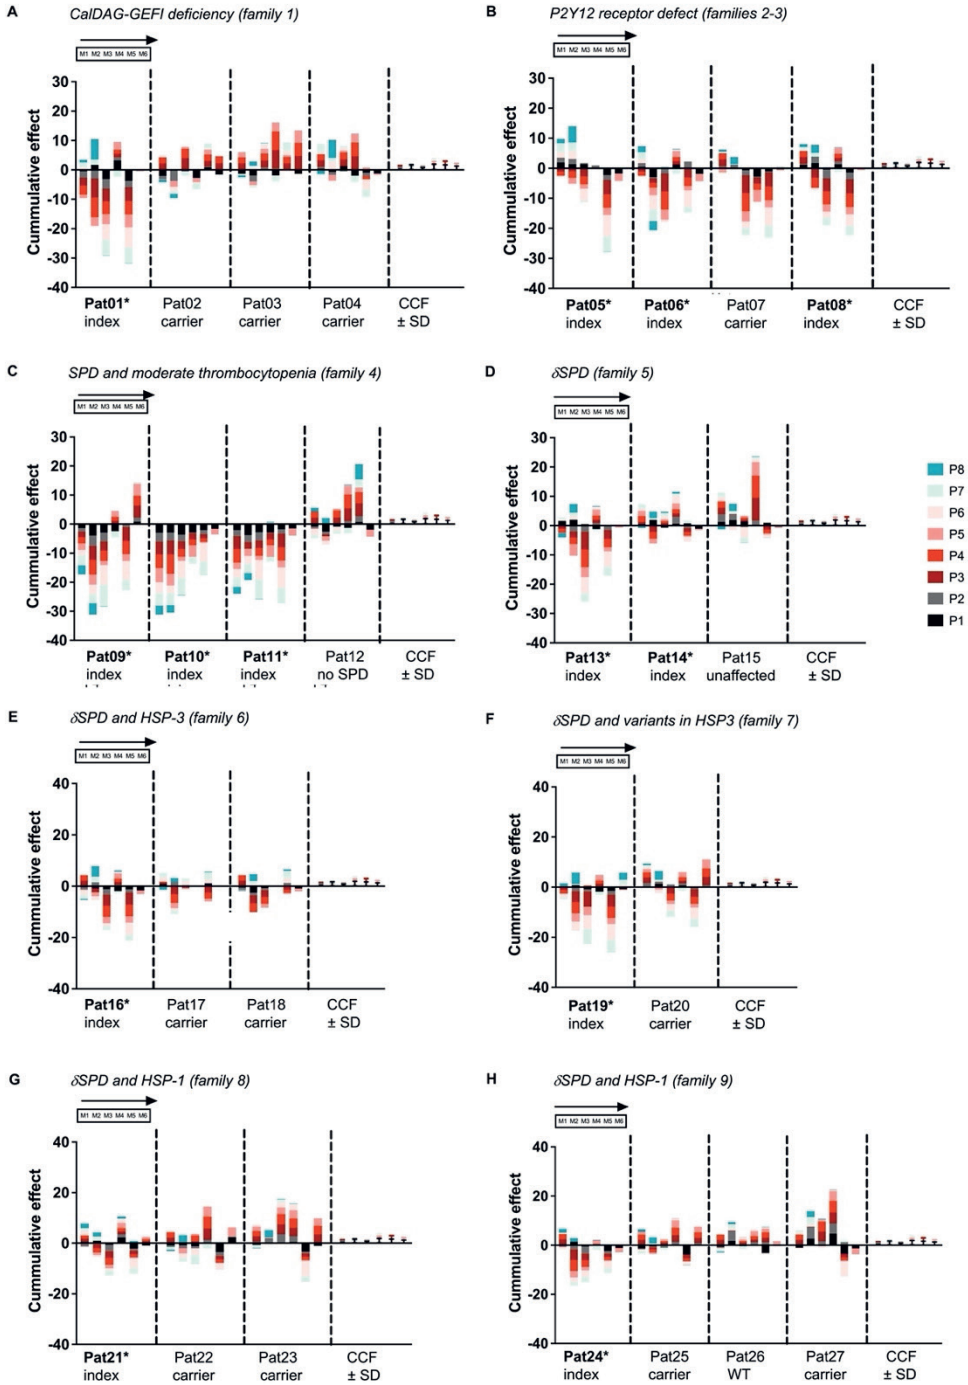 A
CalDAG-GEFI deficiency (family 1)
M1 M2 M3 M4 M5 M6
Cummulative effect
30
20
10
0
-10
-20
-30
-40
Pat01* Pat02 Pat03 Pat04 CCF
index carrier carrier carrier ± SD
B
P2Y12 receptor defect (families 2-3)
M1 M2 M3 M4 M5 M6
Cummulative effect
30
20
10
0
-10
-20
-30
-40
Pat05* Pat06* Pat07 Pat08* CCF
index index carrier index ± SD
C
SPD and moderate thrombocytopenia (family 4)
M1 M2 M3 M4 M5 M6
Cummulative effect
30
20
10
0
-10
-20
-30
-40
Pat09* Pat10* Pat11* Pat12 CCF
index index index no SPD ± SD
D
δSPD (family 5)
M1 M2 M3 M4 M5 M6
Cummulative effect
30
20
10
0
-10
-20
-30
-40
Pat13* Pat14* Pat15 CCF
index index unaffected ± SD
P8
P7
P6
P5
P4
P3
P2
P1
E
δSPD and HSP-3 (family 6)
M1 M2 M3 M4 M5 M6
Cummulative effect
40
20
0
-20
-40
Pat16* Pat17 Pat18 CCF
index carrier carrier ± SD
F
δSPD and variants in HSP3 (family 7)
M1 M2 M3 M4 M5 M6
Cummulative effect
40
20
0
-20
-40
Pat19* Pat20 CCF
index carrier ± SD
G
δSPD and HSP-1 (family 8)
M1 M2 M3 M4 M5 M6
Cummulative effect
40
20
0
-20
-40
Pat21* Pat22 Pat23 CCF
index carrier carrier ± SD
H
δSPD and HSP-1 (family 9)
M1 M2 M3 M4 M5 M6
Cummulative effect
40
20
0
-20
-40
Pat24* Pat25 Pat26 Pat27 CCF
index carrier WT carrier ± SD